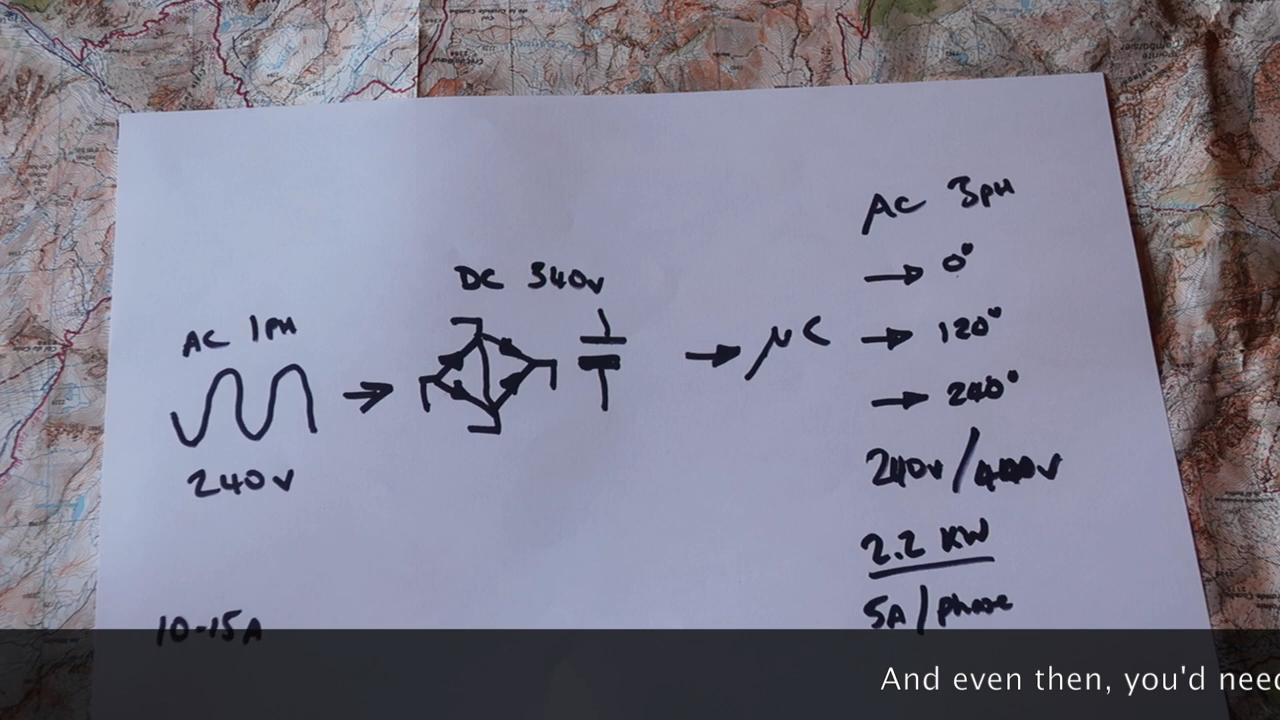 AC 1PH
240v
10-15A
DC 340v
μC
AC 3PH
0°
120°
240°
240v/440v
2.2 KW
5A/phase
And even then, you'd need